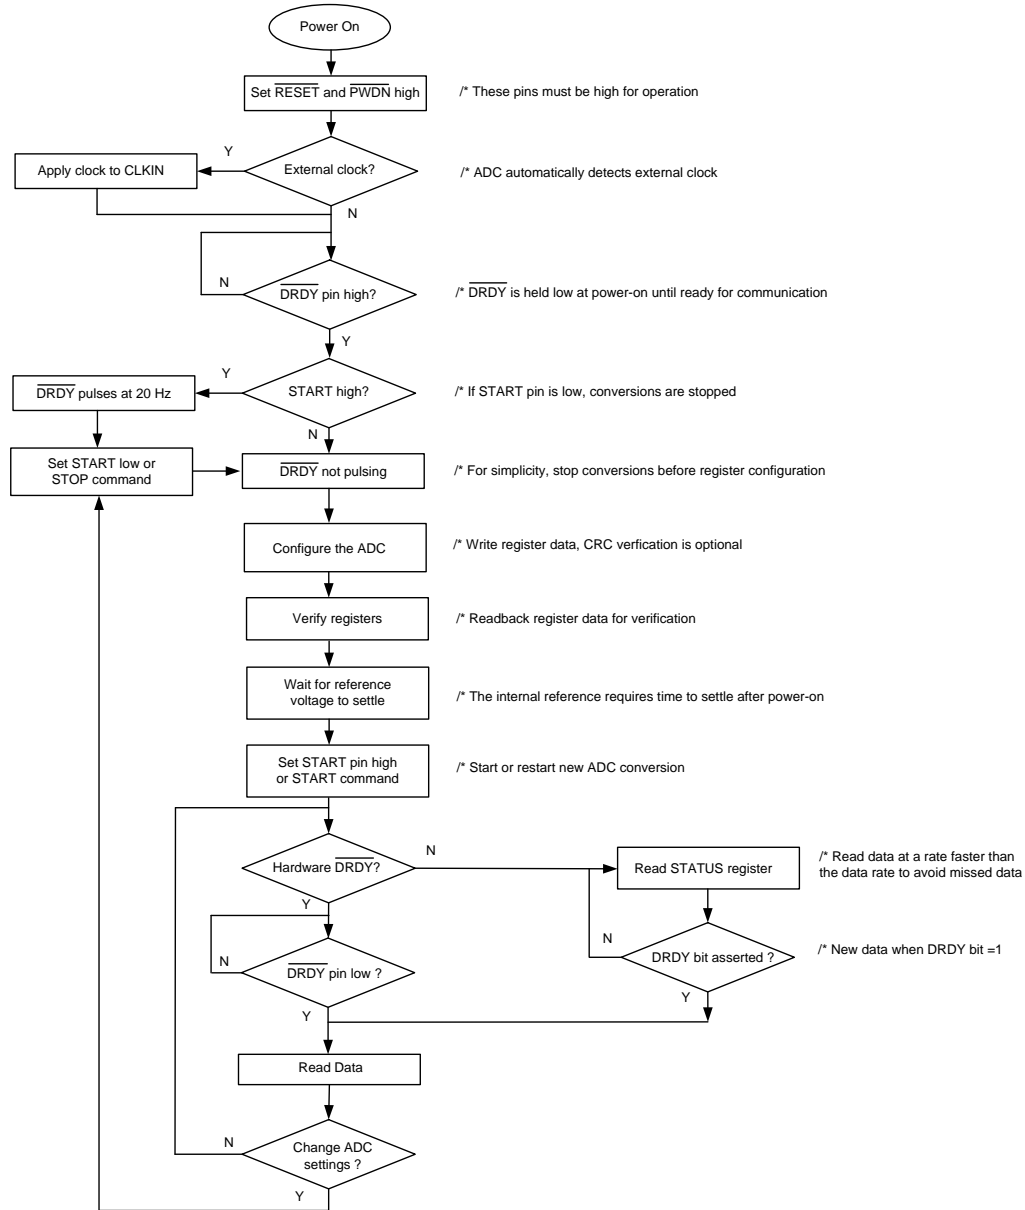 Power On
Set RESET and PWDN high
/* These pins must be high for operation
Y
External clock?
Apply clock to CLKIN
/* ADC automatically detects external clock
N
N
DRDY pin high?
/* DRDY is held low at power-on until ready for communication
Y
Y
START high?
DRDY pulses at 20 Hz
/* If START pin is low, conversions are stopped
N
Set START low or
STOP command
DRDY not pulsing
/* For simplicity, stop conversions before register configuration
Configure the ADC
/* Write register data, CRC verfication is optional
Verify registers
/* Readback register data for verification
Wait for reference
voltage to settle
/* The internal reference requires time to settle after power-on
Set START pin high
or START command
/* Start or restart new ADC conversion
Hardware DRDY?
N
Read STATUS register
/* Read data at a rate faster than
the data rate to avoid missed data
Y
N
DRDY pin low ?
N
DRDY bit asserted ?
/* New data when DRDY bit =1
Y
Y
Read Data
N
Change ADC
settings ?
Y